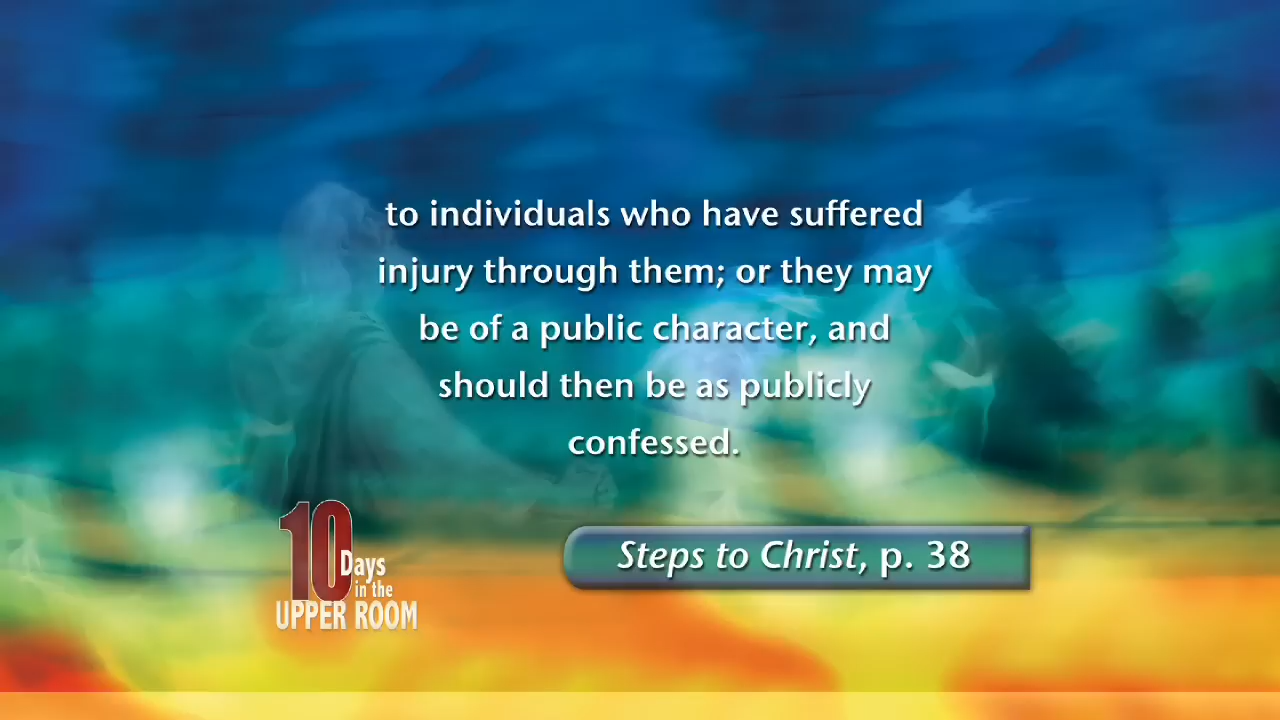 to individuals who have suffered
injury through them; or they may
be of a public character, and
should then be as publicly
confessed.
10
Days
in the
UPPER ROOM
Steps to Christ, p. 38